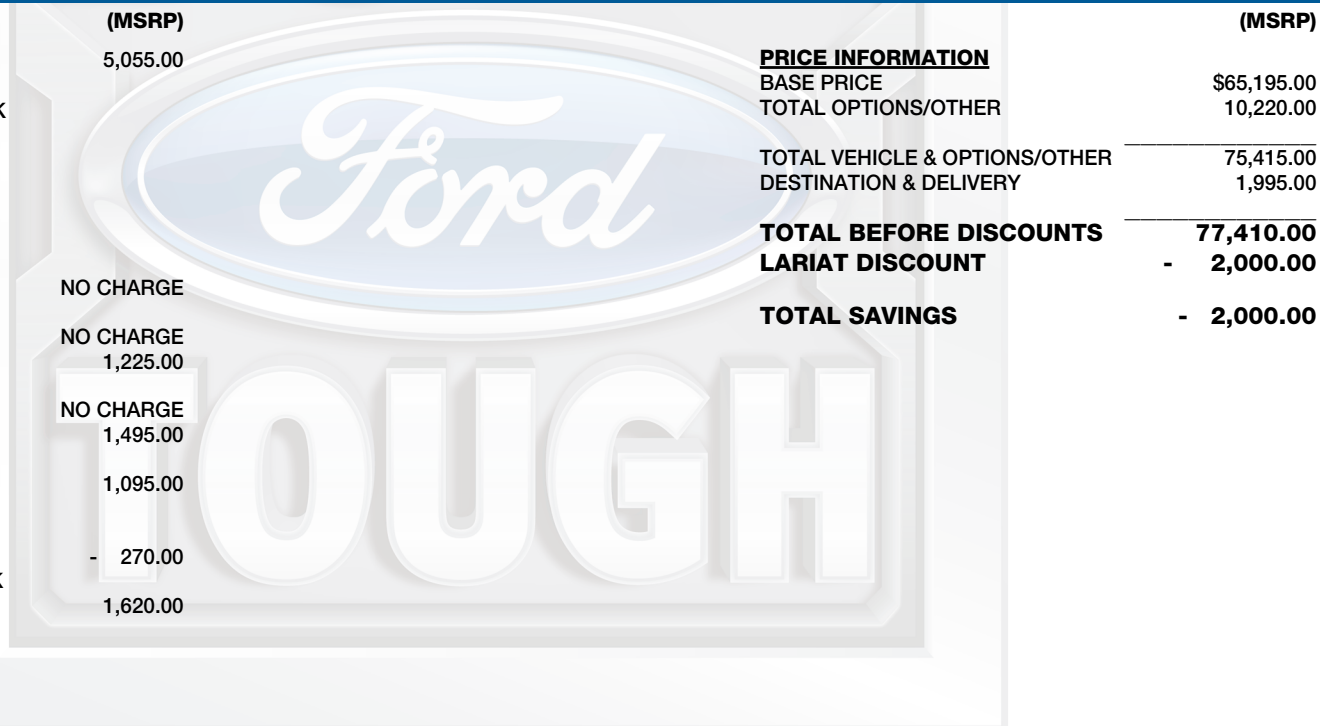 (MSRP)
5,055.00
K
NO CHARGE
NO CHARGE
1,225.00
NO CHARGE
1,495.00
1,095.00
- 270.00
K
1,620.00
Ford
TOUGH
(MSRP)
PRICE INFORMATION
BASE PRICE $65,195.00
TOTAL OPTIONS/OTHER 10,220.00
TOTAL VEHICLE & OPTIONS/OTHER 75,415.00
DESTINATION & DELIVERY 1,995.00
TOTAL BEFORE DISCOUNTS 77,410.00
LARIAT DISCOUNT - 2,000.00
TOTAL SAVINGS - 2,000.00